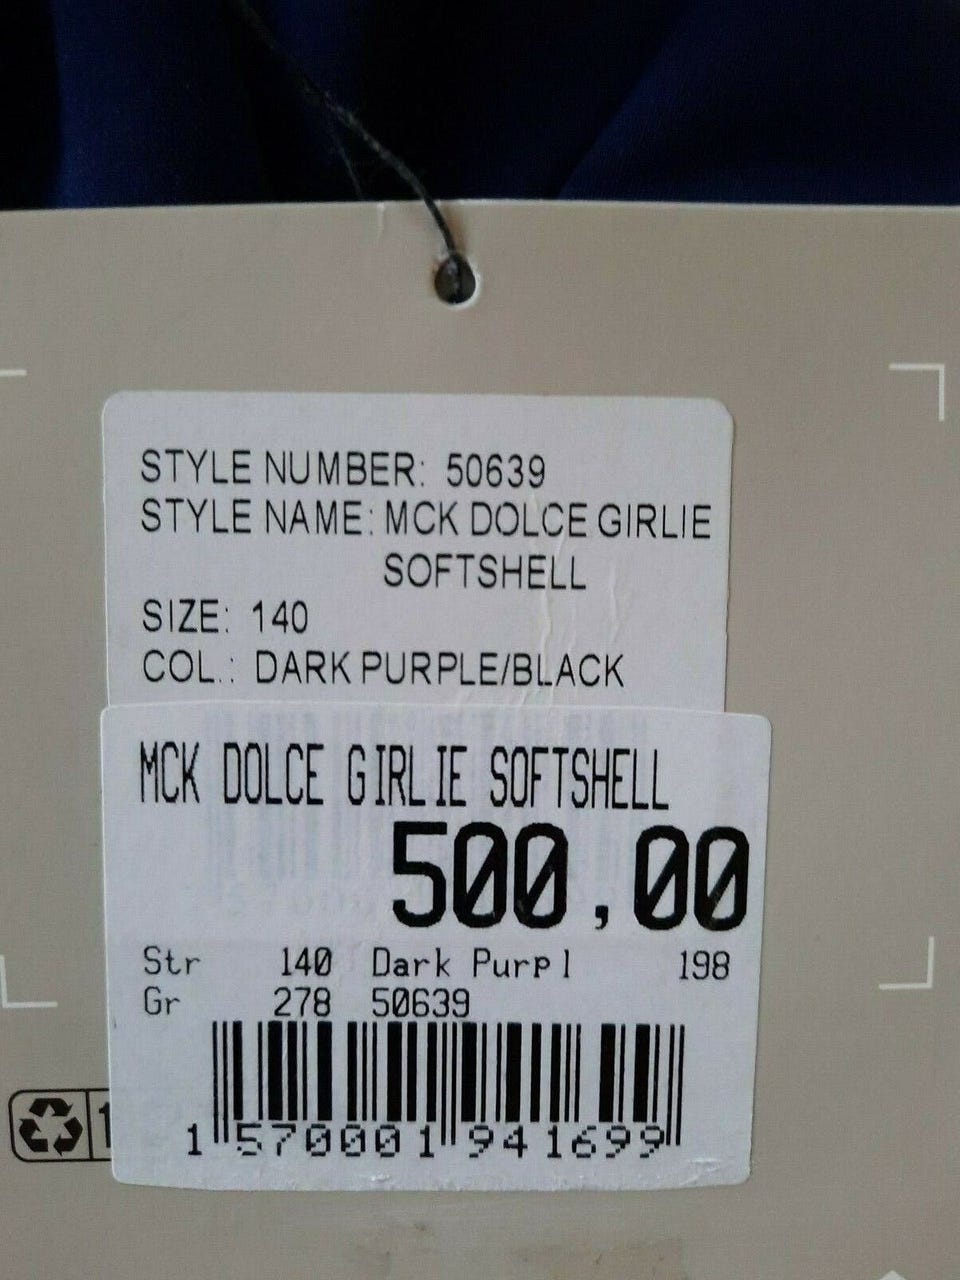 STYLE NUMBER: 50639
STYLE NAME: MCK DOLCE GIRLIE
SOFTSHELL
SIZE: 140
COL.: DARK PURPLE/BLACK
MCK DOLCE GIRLIE SOFTSHELL
500,00
Str 140 Dark Purpl 198
Gr 278 50639
1 570001 941699